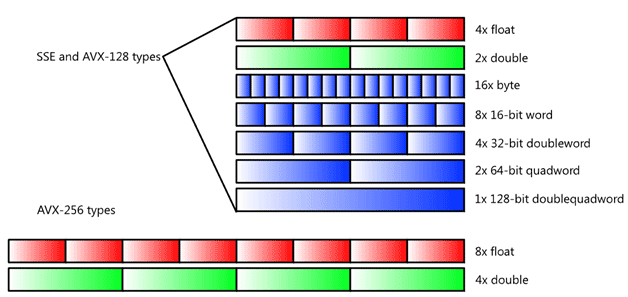 4x float
SSE and AVX-128 types
2x double
16x byte
8x 16-bit word
4x 32-bit doubleword
2x 64-bit quadword
1x 128-bit doublequadword
AVX-256 types
8x float
4x double